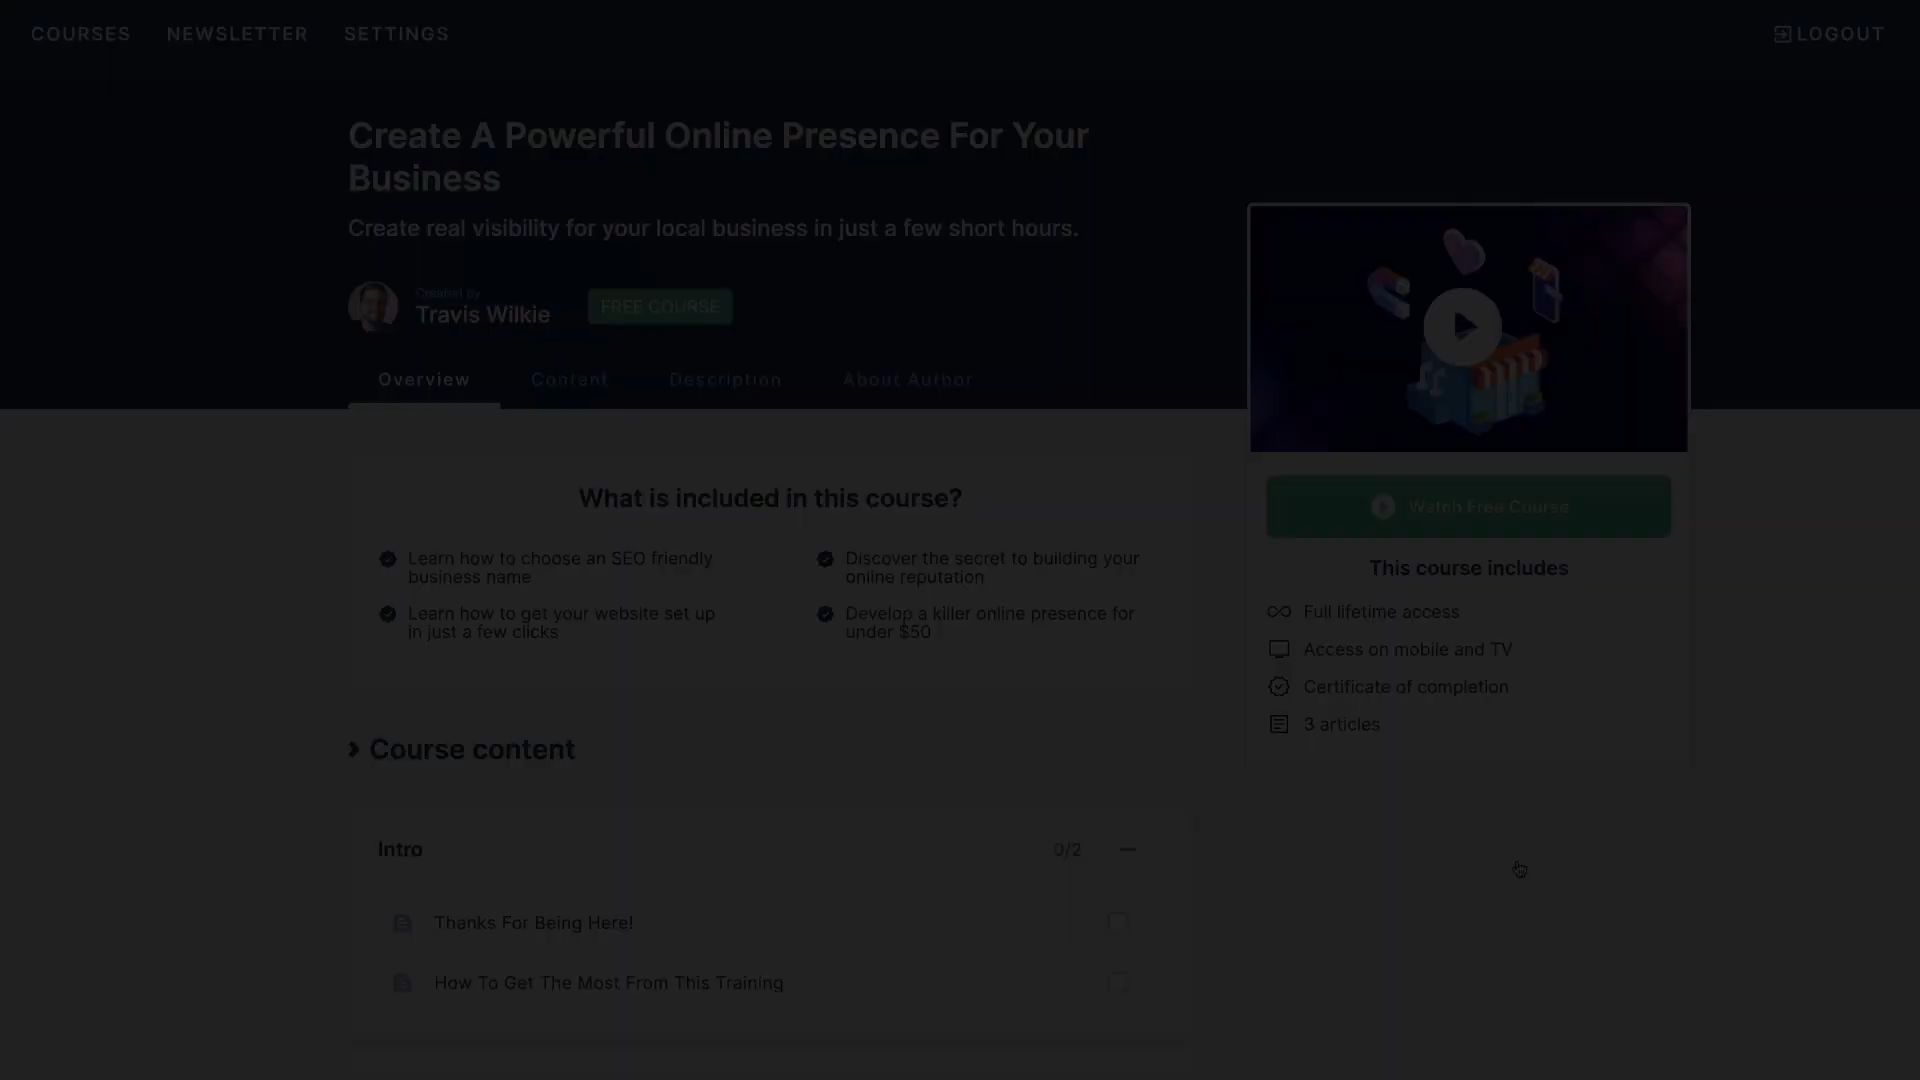 COURSES NEWSLETTER SETTINGS LOGOUT
Create A Powerful Online Presence For Your
Business
Create real visibility for your local business in just a few short hours.
Created by
Travis Wilkie
FREE COURSE
Overview Content Description About Author
What is included in this course?
Learn how to choose an SEO friendly
business name
Discover the secret to building your
online reputation
Learn how to get your website set up
in just a few clicks
Develop a killer online presence for
under $50
Watch Free Course
This course includes
Full lifetime access
Access on mobile and TV
Certificate of completion
3 articles
Course content
Intro 0/2
Thanks For Being Here!
How To Get The Most From This Training